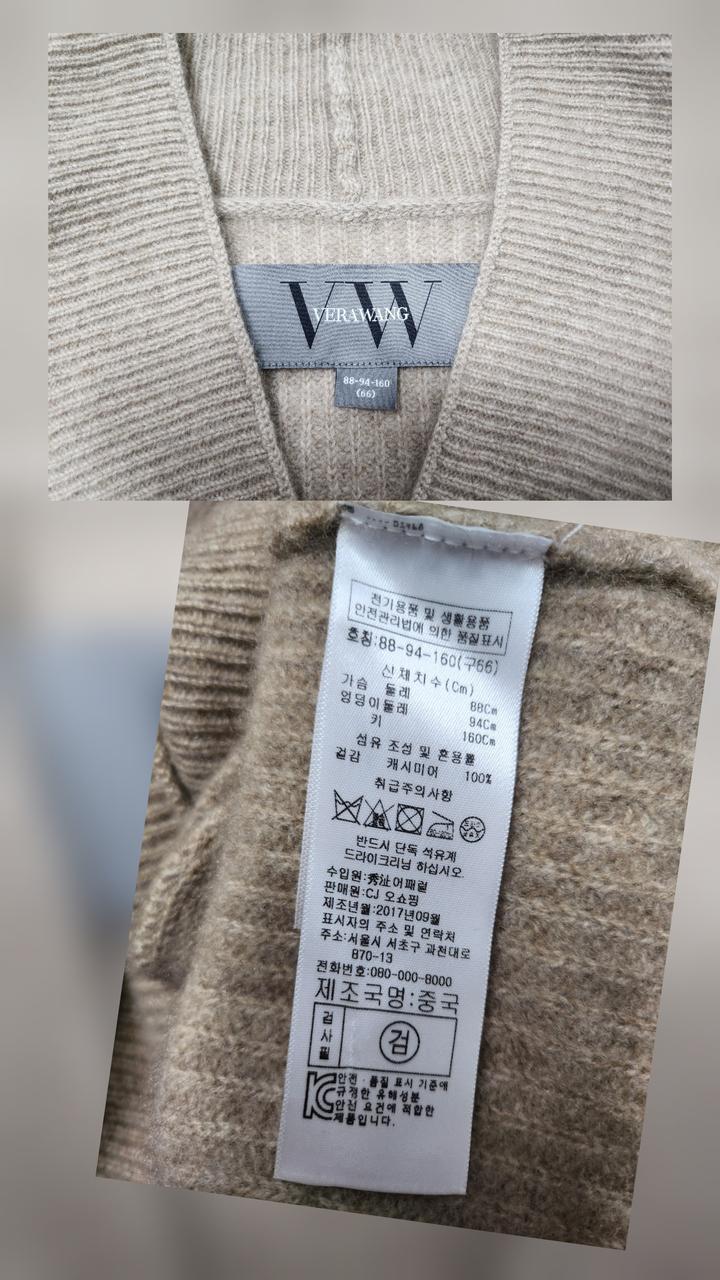 VW
VERAWANG
88-94-160
(66)
전기용품 및 생활용품
안전관리법에 의한 품질표시
호칭:88-94-160(구66)
신체치수(Cm)
가슴 둘레 88Cm
엉덩이둘레 94Cm
키 160Cm
섬유 조성 및 혼용률
겉감 캐시미어 100%
취급주의사항
반드시 단독 석유계
드라이크리닝 하십시오.
수입원:秀沚어패럴
판매원:CJ 오쇼핑
제조년월:2017년09월
표시자의 주소 및 연락처
주소:서울시 서초구 과천대로
870-13
전화번호:080-000-8000
제조국명:중국
검사필
검
안전·품질 표시 기준에
규정한 유해성분
안전 요건에 적합한
제품입니다.